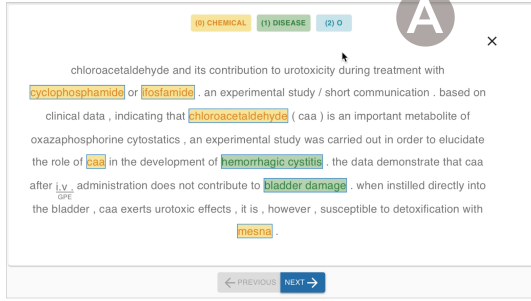 (0) CHEMICAL (1) DISEASE (2) O
A
chloroacetaldehyde and its contribution to urotoxicity during treatment with
cyclophosphamide or ifosfamide . an experimental study / short communication . based on
clinical data , indicating that chloroacetaldehyde ( caa ) is an important metabolite of
oxazaphosphorine cytostatics , an experimental study was carried out in order to elucidate
the role of caa in the development of hemorrhagic cystitis . the data demonstrate that caa
after i.v . administration does not contribute to bladder damage . when instilled directly into
GPE
the bladder , caa exerts urotoxic effects , it is , however , susceptible to detoxification with
mesna .
PREVIOUS NEXT